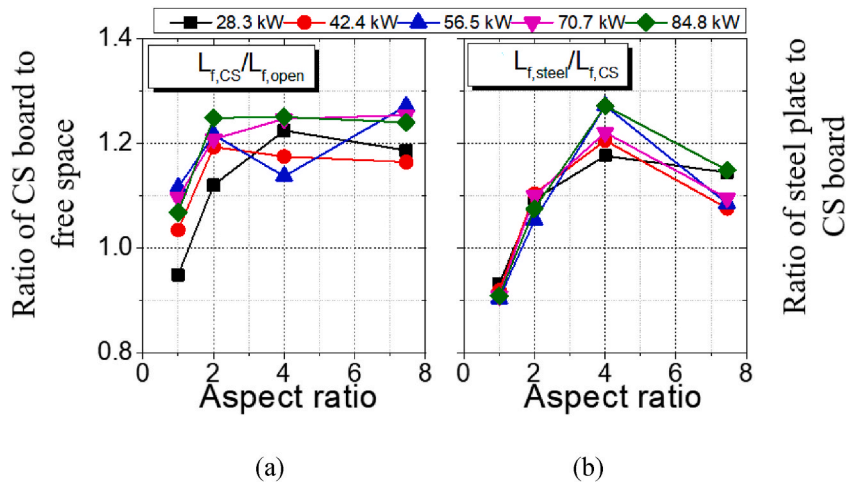 28.3 kW 42.4 kW 56.5 kW 70.7 kW 84.8 kW
Ratio of CS board to
free space
1.4
1.2
1.0
0.8
L_f,CS/L_f,open
L_f,steel/L_f,CS
0 2 4 6 8
0 2 4 6 8
Aspect ratio
Aspect ratio
Ratio of steel plate to
CS board
(a)
(b)